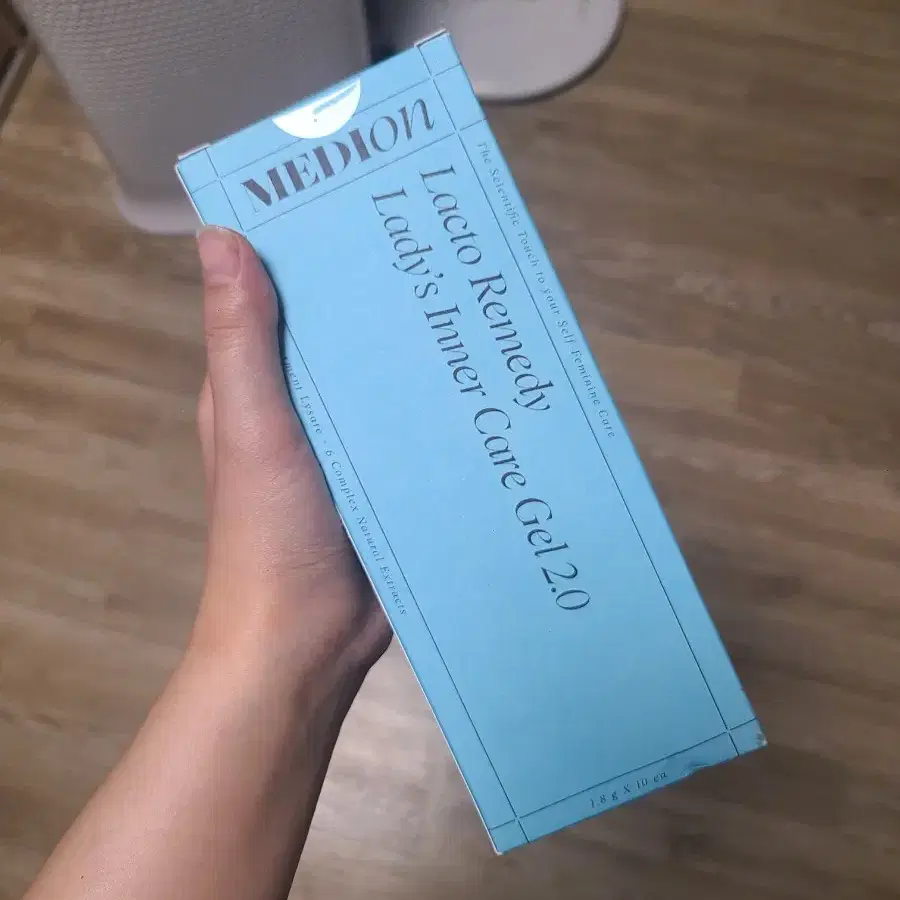 MEDIOn
Lacto Remedy
Lady's Inner Care Gel 2.0
The Scientific Touch to your Self Feminine Care
Lysate - 6 Complex Natural Extracts
1.8 g X 10 ea